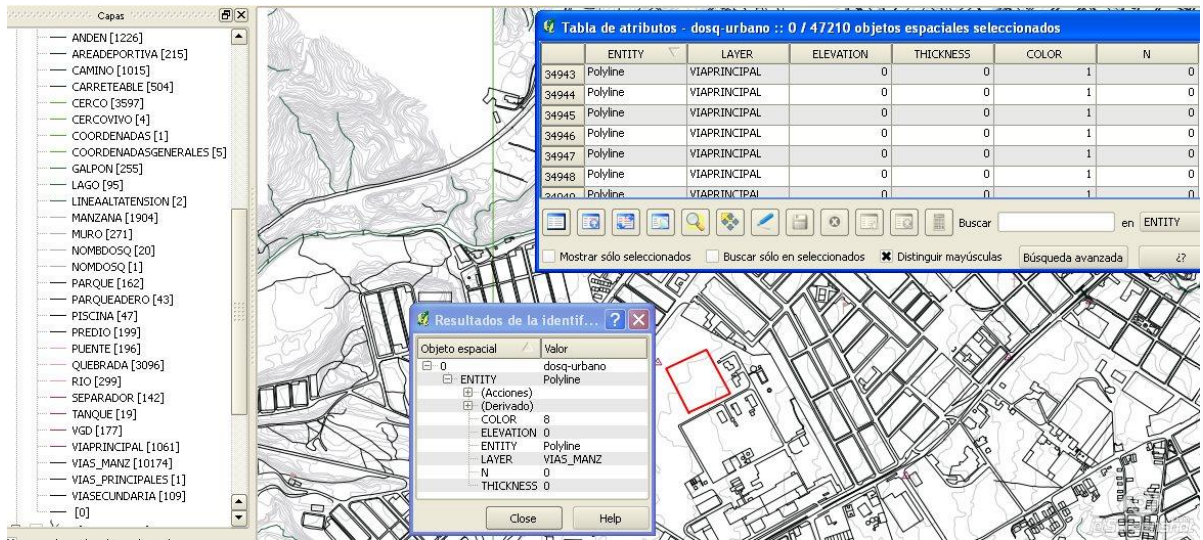 Capas
ANDEN [1226]
AREADEPORTIVA [215]
CAMINO [1015]
CARRETEABLE [504]
CERCO [3597]
CERCOVIVO [4]
COORDENADAS [1]
COORDENADASGENERALES [5]
GALPON [255]
LAGO [95]
LINEAALTATENSION [2]
MANZANA [1904]
MURO [271]
NOMBDOSQ [20]
NOMDOSQ [1]
PARQUE [162]
PARQUEADERO [43]
PISCINA [47]
PREDIO [199]
PUENTE [196]
QUEBRADA [3096]
RIO [299]
SEPARADOR [142]
TANQUE [19]
VGD [177]
VIAPRINCIPAL [1061]
VIAS_MANZ [10174]
VIAS_PRINCIPALES [1]
VIASECUNDARIA [109]
[0]
Tabla de atributos - dosq-urbano :: 0 / 47210 objetos espaciales seleccionados
ENTITY LAYER ELEVATION THICKNESS COLOR N
34943 Polyline VIAPRINCIPAL 0 0 1 0
34944 Polyline VIAPRINCIPAL 0 0 1 0
34945 Polyline VIAPRINCIPAL 0 0 1 0
34946 Polyline VIAPRINCIPAL 0 0 1 0
34947 Polyline VIAPRINCIPAL 0 0 1 0
34948 Polyline VIAPRINCIPAL 0 0 1 0
34949 Polyline VIAPRINCIPAL 0 0 1 0
Buscar en ENTITY
Mostrar sólo seleccionados Buscar sólo en seleccionados Distinguir mayúsculas Búsqueda avanzada ¿?
Resultados de la identif...
Objeto espacial Valor
0 dosq-urbano
ENTITY Polyline
(Acciones)
(Derivado)
COLOR 8
ELEVATION 0
ENTITY Polyline
LAYER VIAS_MANZ
N 0
THICKNESS 0
Close Help